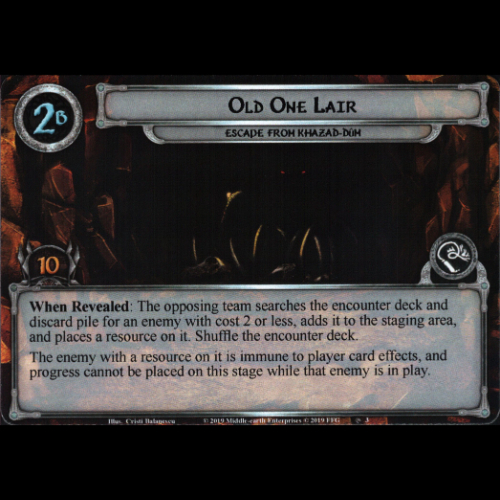 2B
OLD ONE LAIR
ESCAPE FROM KHAZAD-DÛM
10
When Revealed: The opposing team searches the encounter deck and
discard pile for an enemy with cost 2 or less, adds it to the staging area,
and places a resource on it. Shuffle the encounter deck.
The enemy with a resource on it is immune to player card effects, and
progress cannot be placed on this stage while that enemy is in play.
Illus. Cristi Balanescu © 2019 Middle-earth Enterprises © 2019 FFG 3